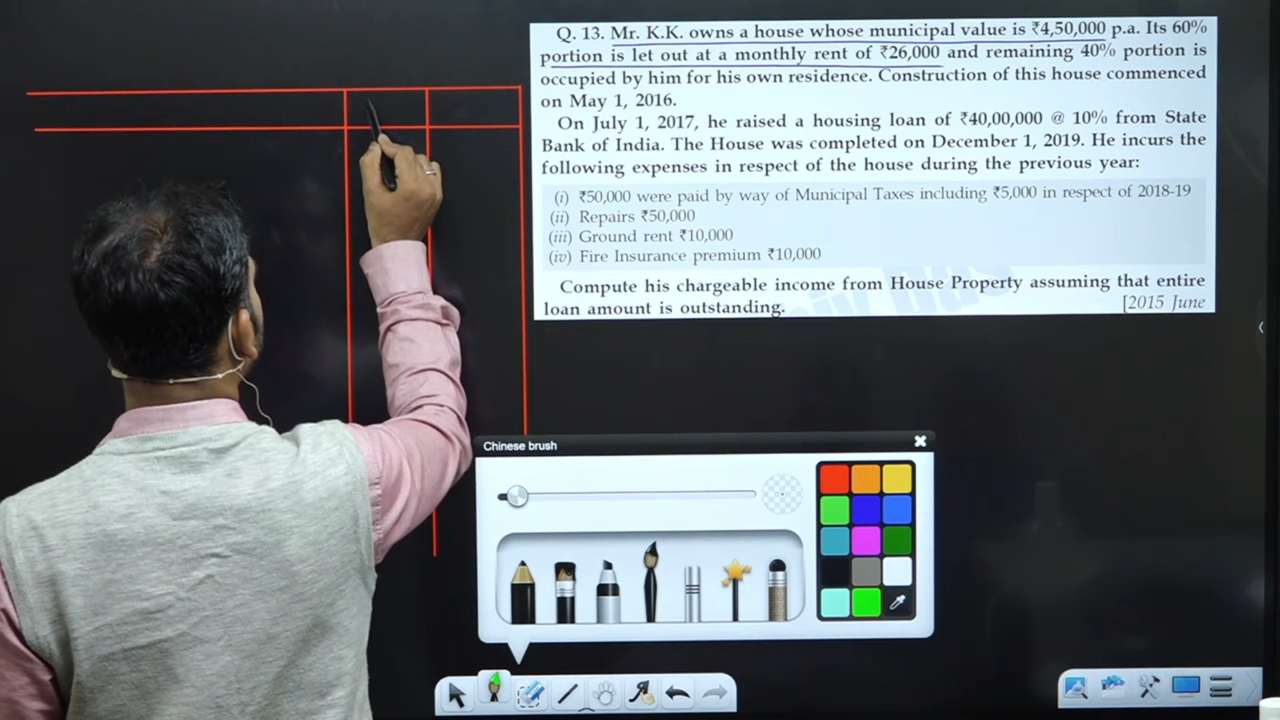 Q. 13. Mr. K.K. owns a house whose municipal value is ₹4,50,000 p.a. Its 60%
portion is let out at a monthly rent of ₹26,000 and remaining 40% portion is
occupied by him for his own residence. Construction of this house commenced
on May 1, 2016.
On July 1, 2017, he raised a housing loan of ₹40,00,000 @ 10% from State
Bank of India. The House was completed on December 1, 2019. He incurs the
following expenses in respect of the house during the previous year:
(i) ₹50,000 were paid by way of Municipal Taxes including ₹5,000 in respect of 2018-19
(ii) Repairs ₹50,000
(iii) Ground rent ₹10,000
(iv) Fire Insurance premium ₹10,000
Compute his chargeable income from House Property assuming that entire
loan amount is outstanding. [2015 June
Chinese brush